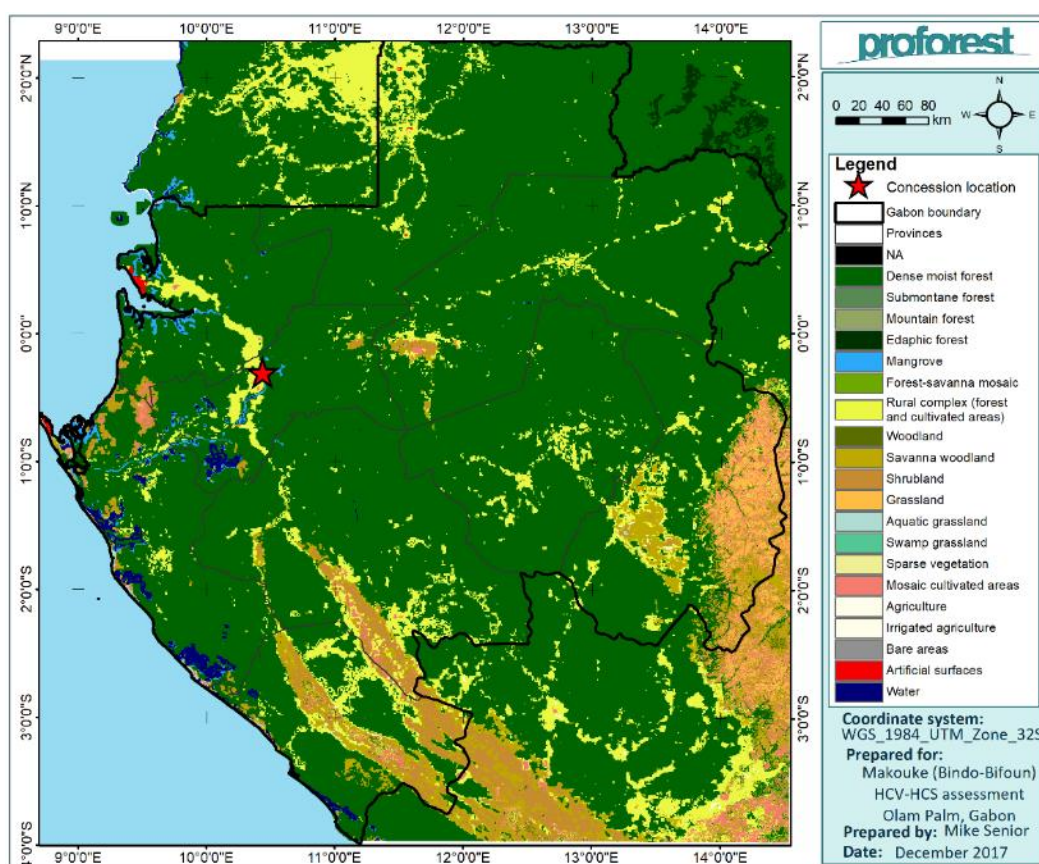 9°0'0"E 10°0'0"E 11°0'0"E 12°0'0"E 13°0'0"E 14°0'0"E
2°0'0"N 2°0'0"N
1°0'0"N 1°0'0"N
0°0'0" 0°0'0"
1°0'0"S 1°0'0"S
2°0'0"S 2°0'0"S
3°0'0"S 3°0'0"S
4°0'0"S 4°0'0"S
9°0'0"E 10°0'0"E 11°0'0"E 12°0'0"E 13°0'0"E 14°0'0"E
proforest
0 20 40 60 80
km
N
W E
S
Legend
Concession location
Gabon boundary
Provinces
NA
Dense moist forest
Submontane forest
Mountain forest
Edaphic forest
Mangrove
Forest-savanna mosaic
Rural complex (forest
and cultivated areas)
Woodland
Savanna woodland
Shrubland
Grassland
Aquatic grassland
Swamp grassland
Sparse vegetation
Mosaic cultivated areas
Agriculture
Irrigated agriculture
Bare areas
Artificial surfaces
Water
Coordinate system:
WGS_1984_UTM_Zone_32S
Prepared for:
Makouke (Bindo-Bifoun)
HCV-HCS assessment
Olam Palm, Gabon
Prepared by: Mike Senior
Date: December 2017